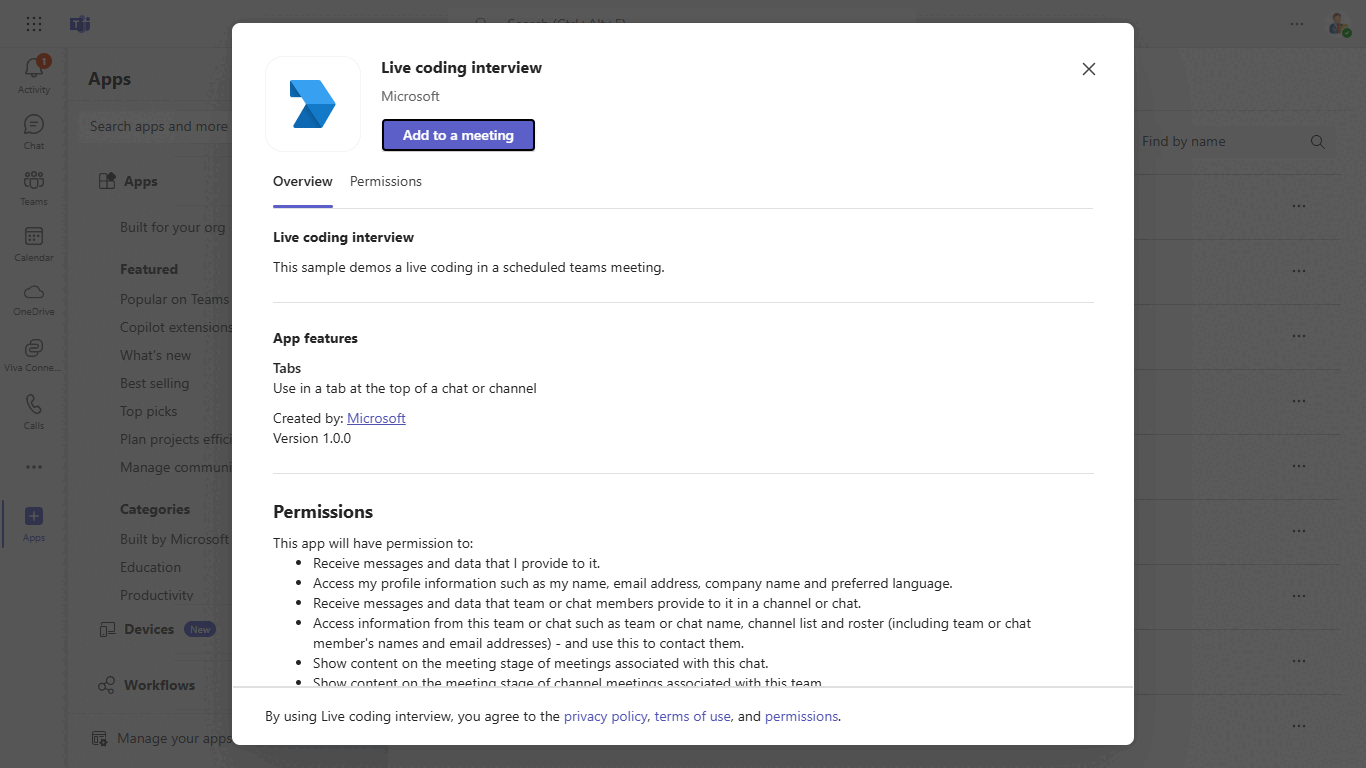 Search (Ctrl+Alt+E)
1
Activity
Chat
Teams
Calendar
OneDrive
Viva Conne...
Calls
Apps
Apps
Search apps and more
Apps
Built for your org
Featured
Popular on Teams
Copilot extensions
What's new
Best selling
Top picks
Plan projects effici
Manage communi
Categories
Built by Microsoft
Education
Productivity
Devices New
Workflows
Manage your apps
Find by name
Live coding interview
Microsoft
Add to a meeting
Overview Permissions
Live coding interview
This sample demos a live coding in a scheduled teams meeting.
App features
Tabs
Use in a tab at the top of a chat or channel
Created by: Microsoft
Version 1.0.0
Permissions
This app will have permission to:
• Receive messages and data that I provide to it.
• Access my profile information such as my name, email address, company name and preferred language.
• Receive messages and data that team or chat members provide to it in a channel or chat.
• Access information from this team or chat such as team or chat name, channel list and roster (including team or chat
member's names and email addresses) - and use this to contact them.
• Show content on the meeting stage of meetings associated with this chat.
• Show content on the meeting stage of channel meetings associated with this team
By using Live coding interview, you agree to the privacy policy, terms of use, and permissions.